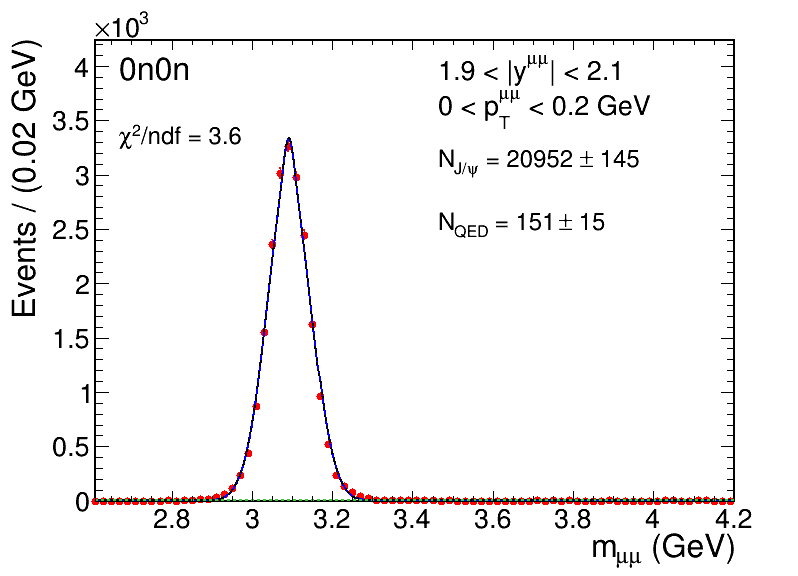 ×10³
0n0n
1.9 < |y^μμ| < 2.1
0 < p_T^μμ < 0.2 GeV
χ²/ndf = 3.6
N_J/ψ = 20952 ± 145
N_QED = 151 ± 15
Events / (0.02 GeV)
4
3.5
3
2.5
2
1.5
1
0.5
0
2.8 3 3.2 3.4 3.6 3.8 4 4.2
m_μμ (GeV)